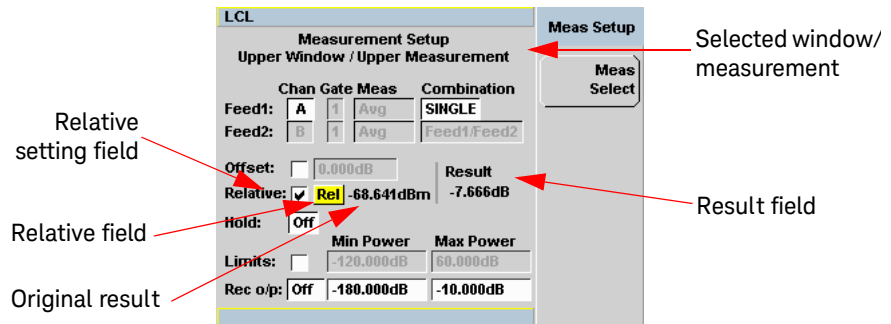 LCL
Meas Setup
Measurement Setup
Upper Window / Upper Measurement
Selected window/
measurement
Meas
Select
Chan Gate Meas Combination
Feed1: A 1 Avg SINGLE
Feed2: B 1 Avg Feed1/Feed2
Relative
setting field
Offset: 0.000dB Result
Relative: Rel -68.641dBm -7.666dB
Result field
Hold: Off
Relative field
Min Power Max Power
Limits: -120.000dB 60.000dB
Original result
Rec o/p: Off -180.000dB -10.000dB